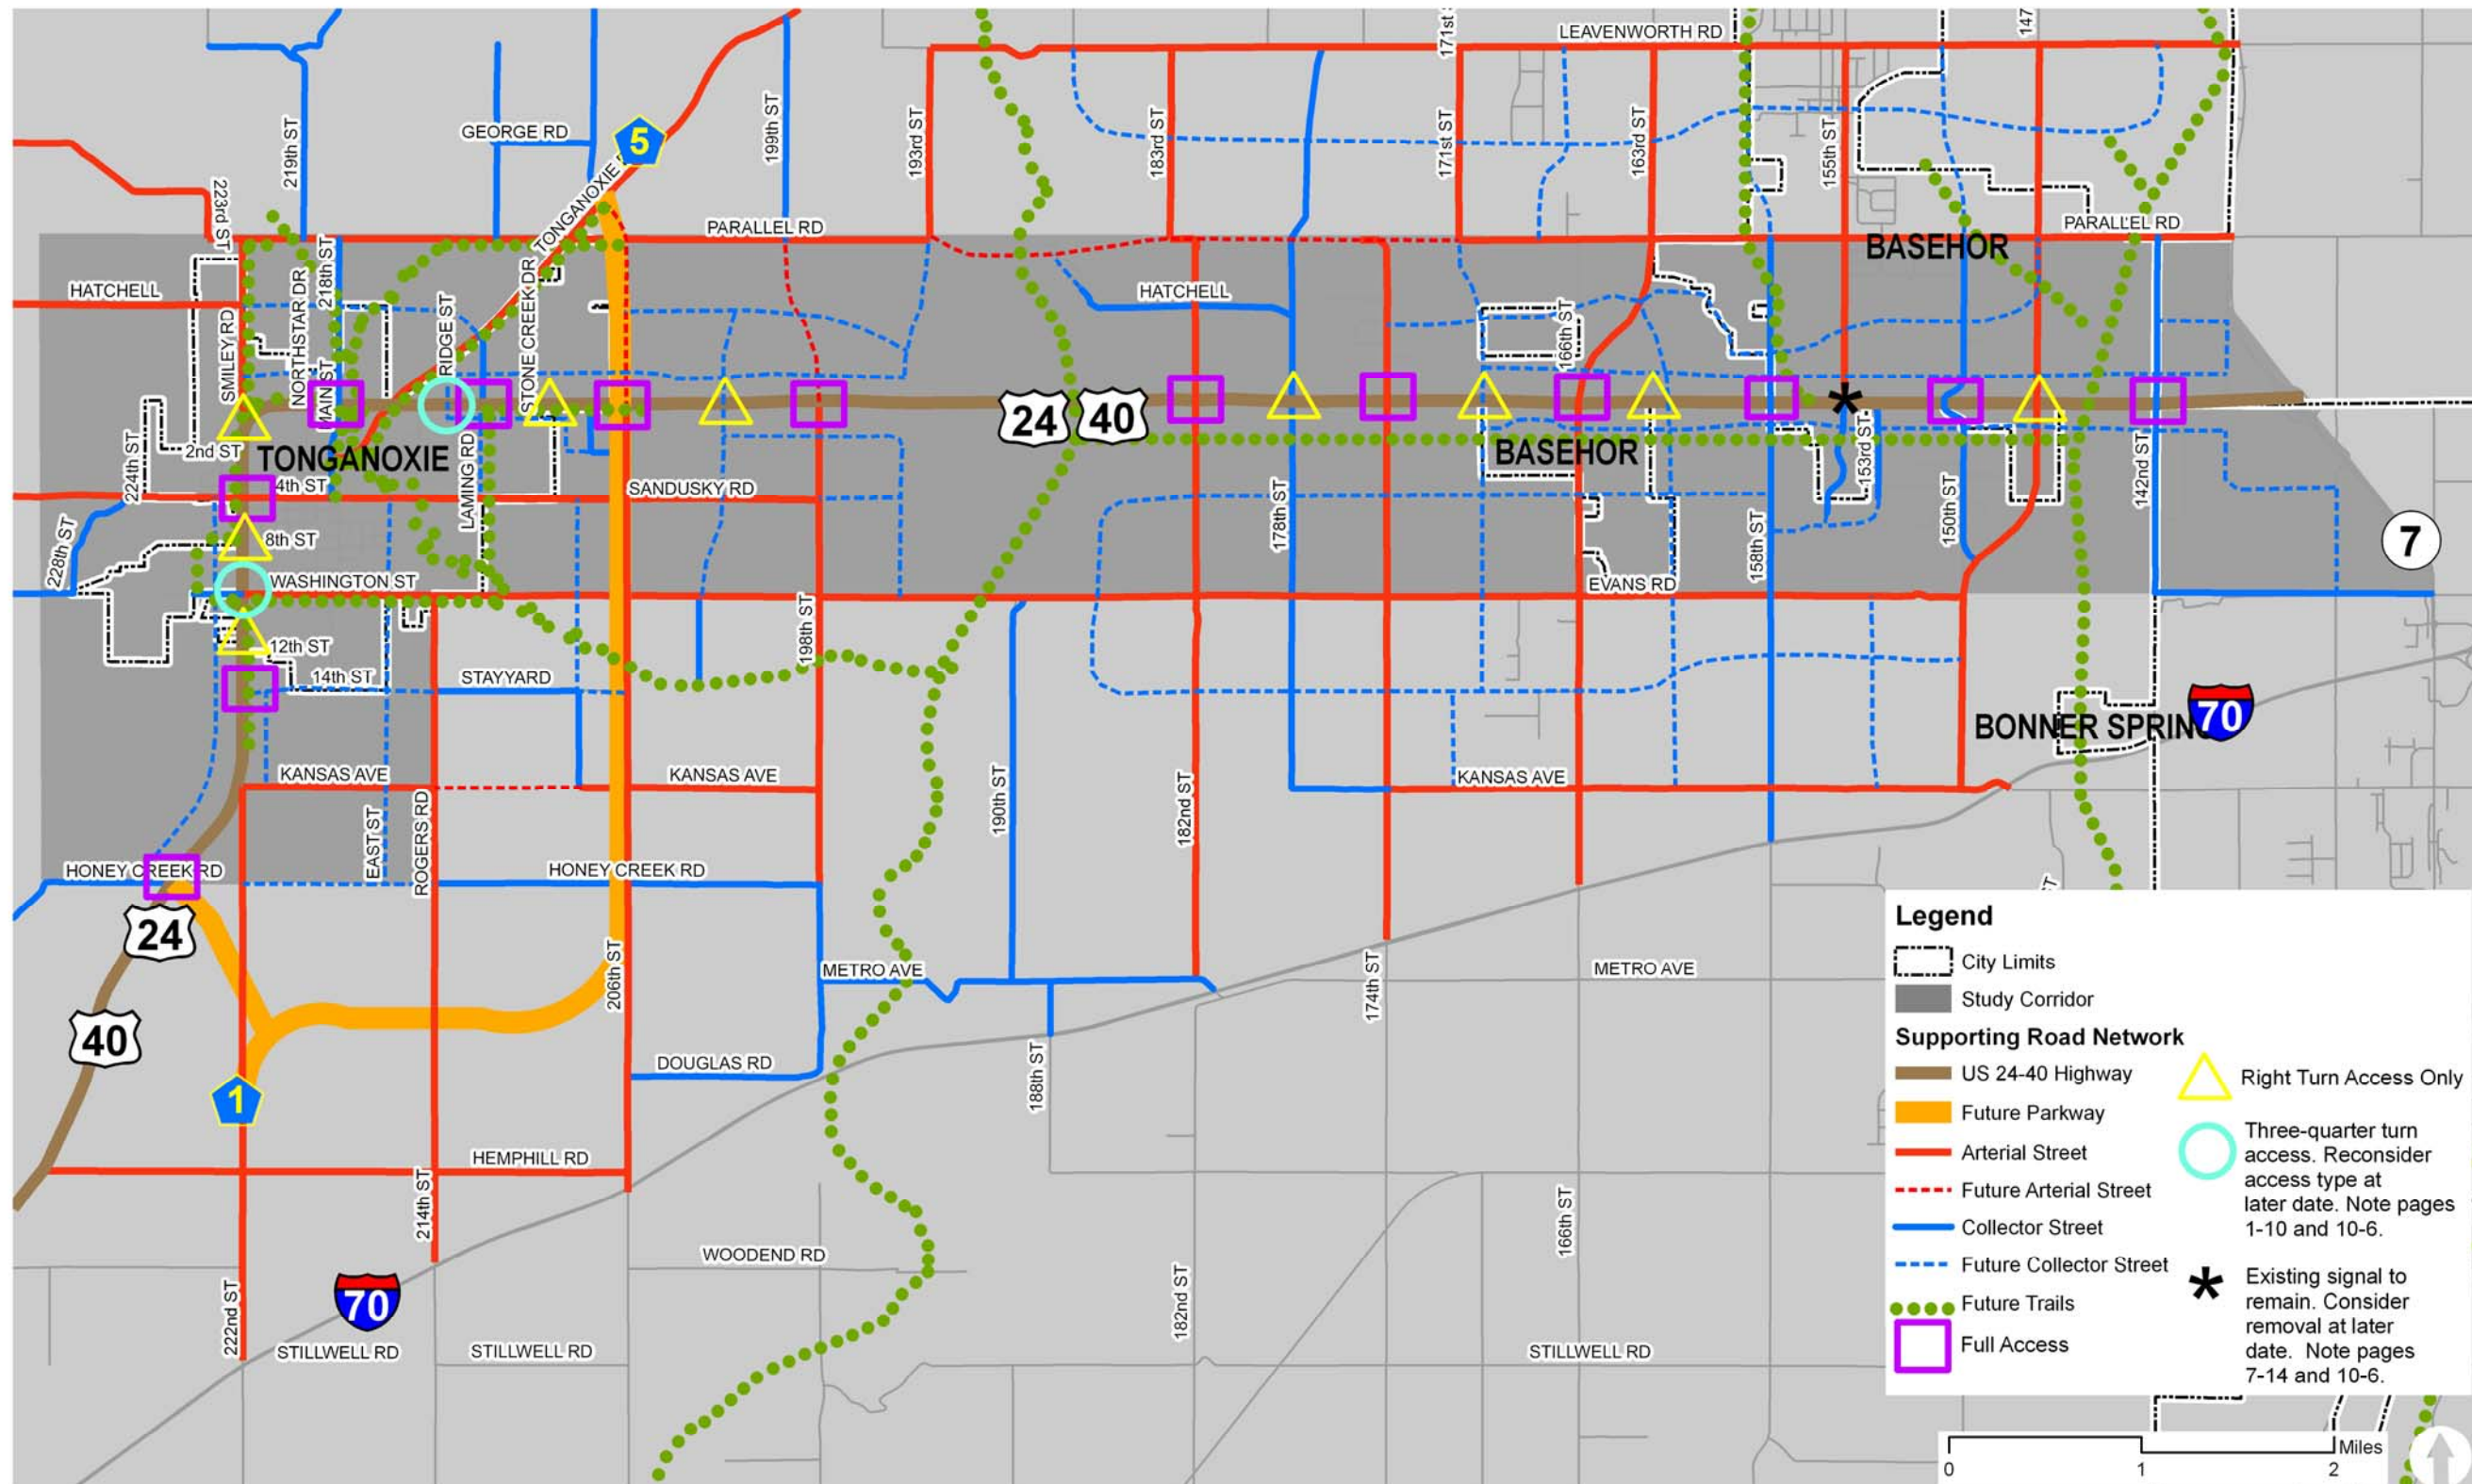 LEAVENWORTH RD
171st
147
219th ST
GEORGE RD
5
199th ST
193rd ST
183rd ST
171st ST
163rd ST
155th ST
TONGANOXIE
223rd ST
PARALLEL RD
PARALLEL RD
BASEHOR
218th ST
HATCHELL
HATCHELL
NORTHSTAR DR
SMILEY RD
MAIN ST
RIDGE ST
STONE CREEK DR
166th ST
24
40
2nd ST
TONGANOXIE
BASEHOR
224th ST
4th ST
LAMING RD
SANDUSKY RD
178th ST
153rd ST
142nd ST
150th ST
158th ST
7
228th ST
8th ST
WASHINGTON ST
EVANS RD
198th ST
12th ST
14th ST
STAYYARD
BONNER SPRIN
70
KANSAS AVE
KANSAS AVE
KANSAS AVE
EAST ST
ROGERS RD
190th ST
182nd ST
HONEY CREEK RD
HONEY CREEK RD
24
206th ST
METRO AVE
METRO AVE
174th ST
40
DOUGLAS RD
188th ST
1
HEMPHILL RD
214th ST
166th ST
WOODEND RD
182nd ST
70
222nd ST
STILLWELL RD
STILLWELL RD
STILLWELL RD
Legend
City Limits
Study Corridor
Supporting Road Network
US 24-40 Highway
Future Parkway
Arterial Street
Future Arterial Street
Collector Street
Future Collector Street
Future Trails
Full Access
Right Turn Access Only
Three-quarter turn
access. Reconsider
access type at
later date. Note pages
1-10 and 10-6.
*
Existing signal to
remain. Consider
removal at later
date. Note pages
7-14 and 10-6.
Miles
0 1 2